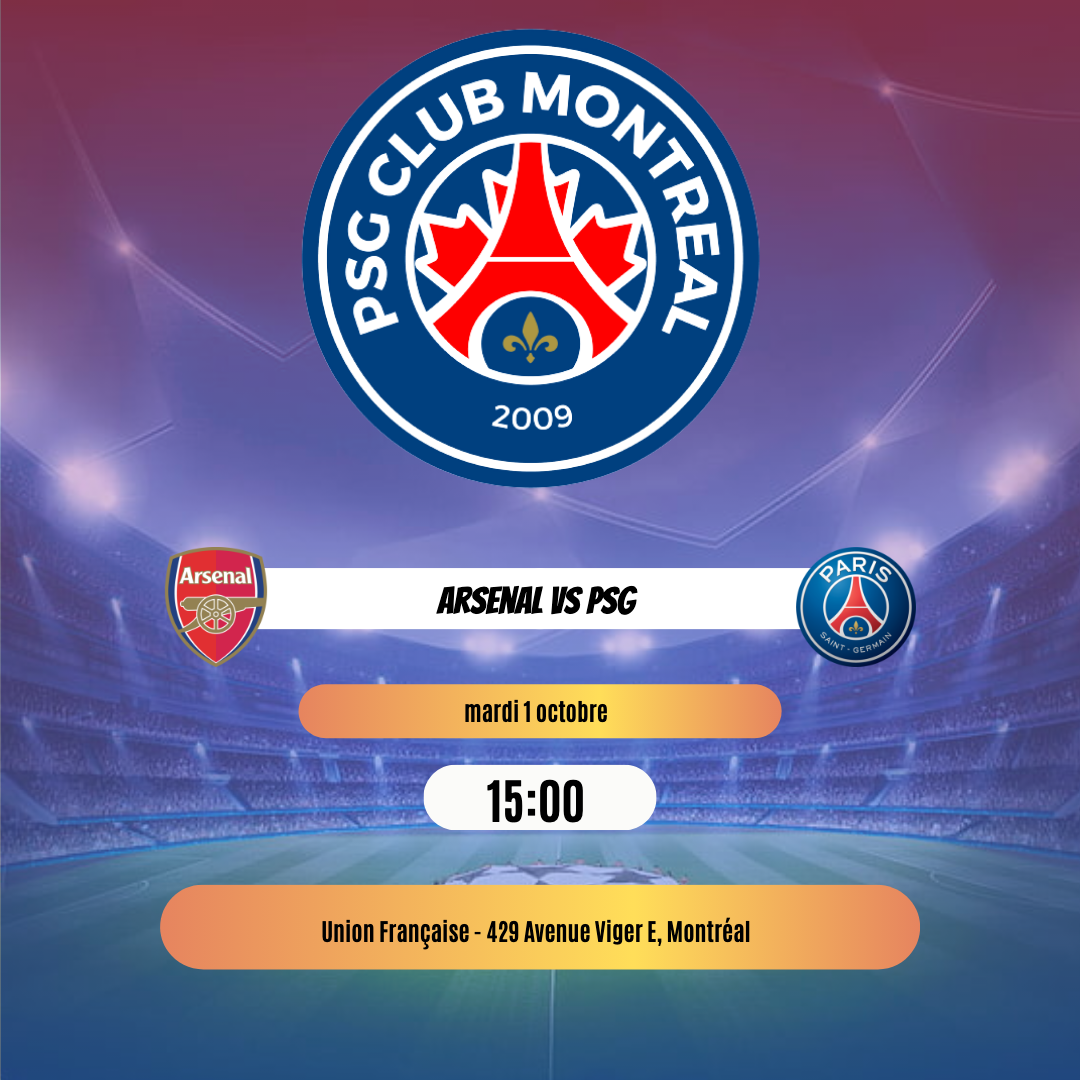 PSG CLUB MONTREAL
2009
Arsenal
ARSENAL VS PSG
PARIS
SAINT-GERMAIN
mardi 1 octobre
15:00
Union Française - 429 Avenue Viger E, Montréal